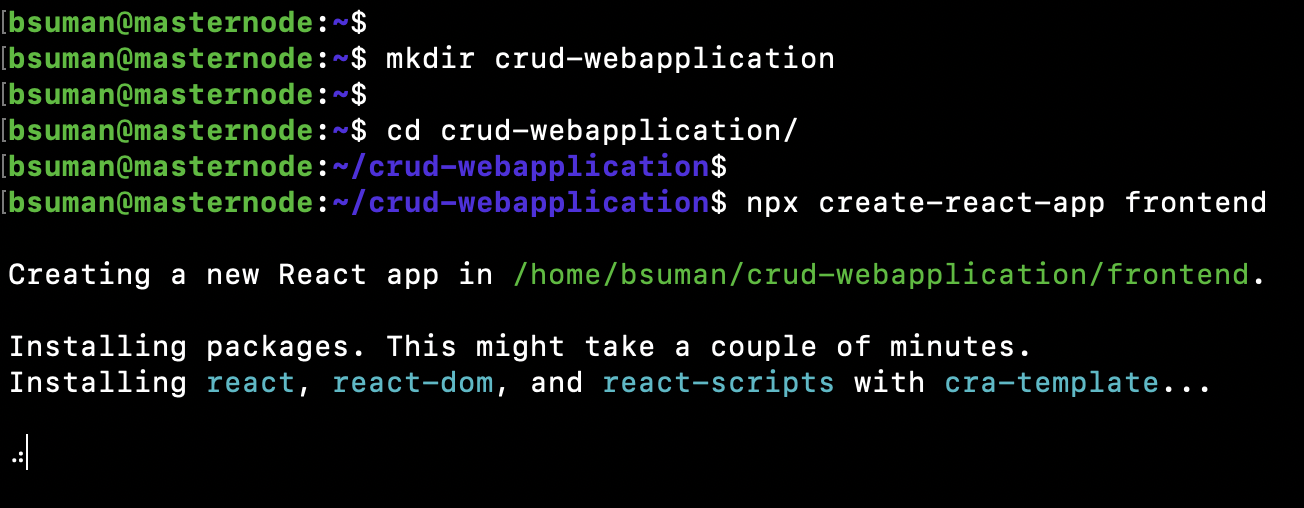 [bsuman@masternode:~$
[bsuman@masternode:~$ mkdir crud-webapplication
[bsuman@masternode:~$
[bsuman@masternode:~$ cd crud-webapplication/
[bsuman@masternode:~/crud-webapplication$
[bsuman@masternode:~/crud-webapplication$ npx create-react-app frontend
Creating a new React app in /home/bsuman/crud-webapplication/frontend.
Installing packages. This might take a couple of minutes.
Installing react, react-dom, and react-scripts with cra-template...